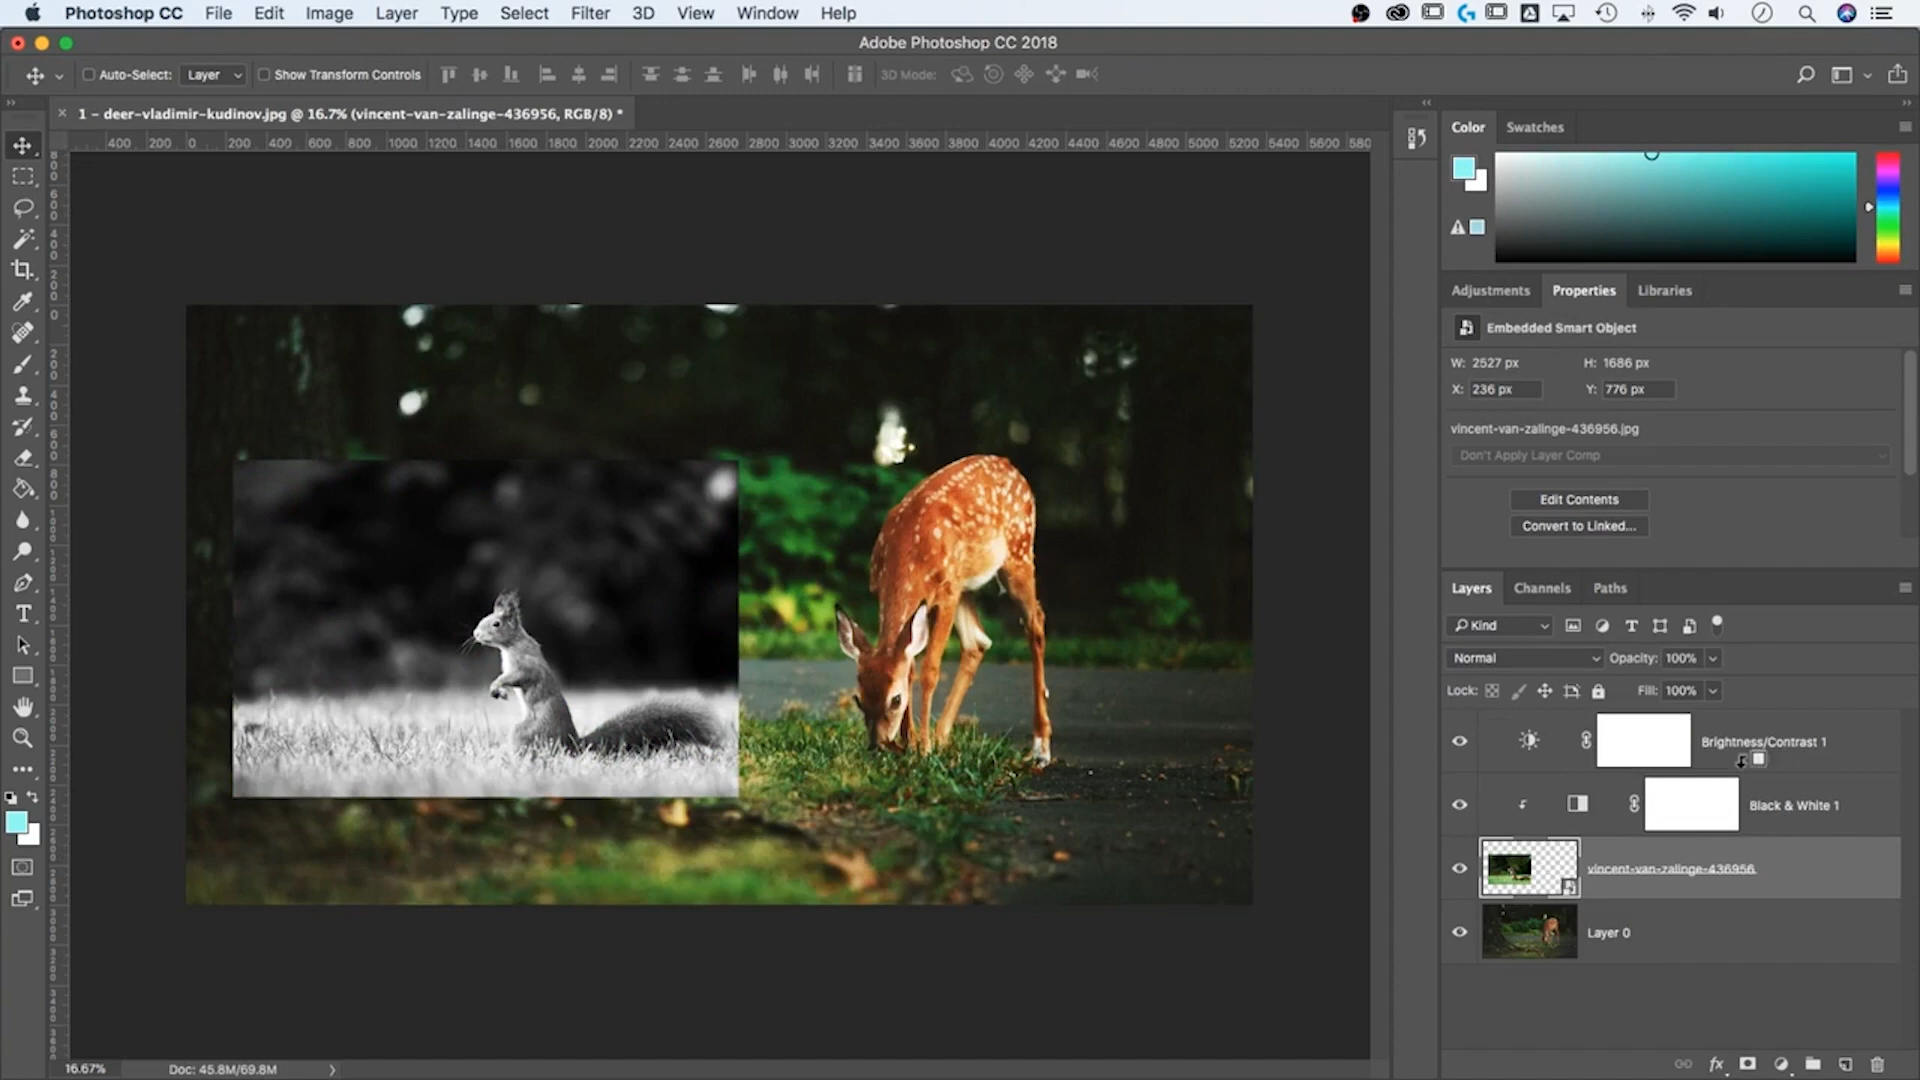 Photoshop CC File Edit Image Layer Type Select Filter 3D View Window Help
Adobe Photoshop CC 2018
Auto-Select: Layer Show Transform Controls 3D Mode:
1 – deer-vladimir-kudinov.jpg @ 16.7% (vincent-van-zalinge-436956, RGB/8) *
400 200 0 200 400 600 800 1000 1200 1400 1600 1800 2000 2200 2400 2600 2800 3000 3200 3400 3600 3800 4000 4200 4400 4600 4800 5000 5200 5400 5600 580
Color Swatches
Adjustments Properties Libraries
Embedded Smart Object
W: 2527 px H: 1686 px
X: 236 px Y: 776 px
vincent-van-zalinge-436956.jpg
Don't Apply Layer Comp
Edit Contents
Convert to Linked...
Layers Channels Paths
Kind
Normal Opacity: 100%
Lock: Fill: 100%
Brightness/Contrast 1
Black & White 1
vincent-van-zalinge-436956
Layer 0
16.67% Doc: 45.8M/69.8M